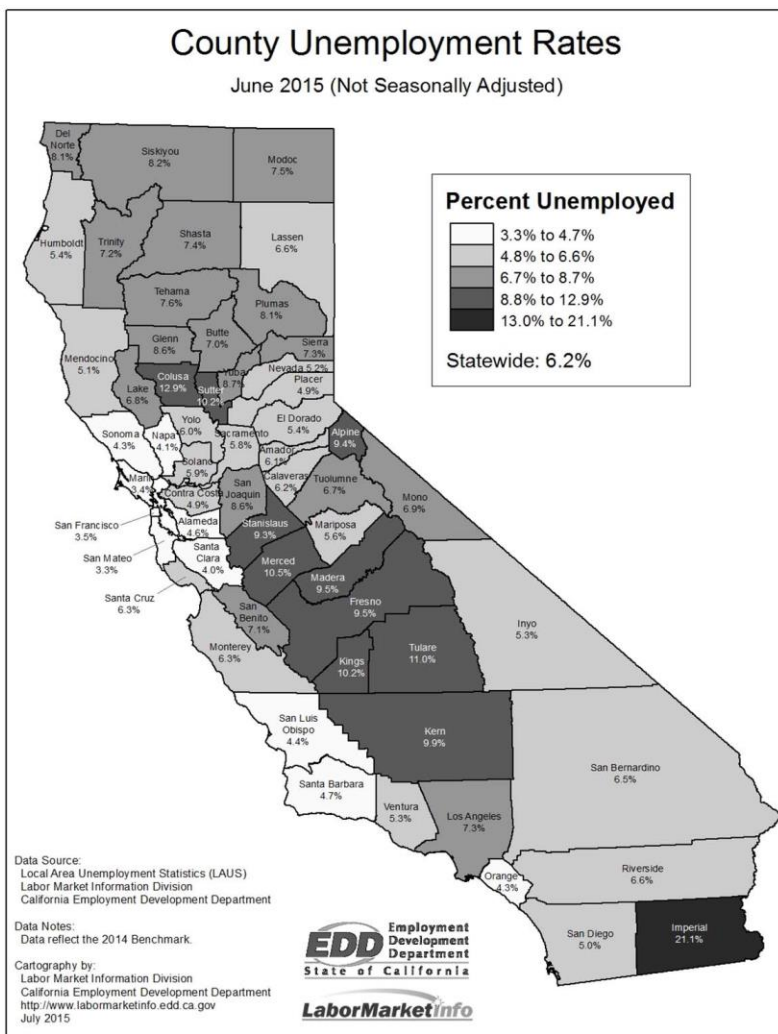 County Unemployment Rates
June 2015 (Not Seasonally Adjusted)
Del
Norte
8.1%
Siskiyou
8.2%
Modoc
7.5%
Percent Unemployed
3.3% to 4.7%
4.8% to 6.6%
6.7% to 8.7%
8.8% to 12.9%
13.0% to 21.1%
Statewide: 6.2%
Humboldt
5.4%
Trinity
7.2%
Shasta
7.4%
Lassen
6.6%
Tehama
7.6%
Plumas
8.1%
Mendocino
5.1%
Glenn
8.6%
Butte
7.0%
Sierra
7.3%
Lake
6.8%
Colusa
12.9%
Sutter
10.2%
Yuba
8.7%
Nevada 5.2%
Placer
4.9%
Sonoma
4.3%
Napa
4.1%
Yolo
6.0%
Sacramento
5.8%
El Dorado
5.4%
Alpine
9.4%
Solano
5.9%
Amador
6.1%
Marin
3.4%
Contra Costa
4.9%
San
Joaquin
8.6%
Calaveras
6.2%
Tuolumne
6.7%
Mono
6.9%
San Francisco
3.5%
Alameda
4.6%
Stanislaus
9.3%
Mariposa
5.6%
San Mateo
3.3%
Santa
Clara
4.0%
Merced
10.5%
Madera
9.5%
Santa Cruz
6.3%
San
Benito
7.1%
Fresno
9.5%
Inyo
5.3%
Monterey
6.3%
Kings
10.2%
Tulare
11.0%
San Luis
Obispo
4.4%
Kern
9.9%
San Bernardino
6.5%
Santa Barbara
4.7%
Ventura
5.3%
Los Angeles
7.3%
Orange
4.3%
Riverside
6.6%
San Diego
5.0%
Imperial
21.1%
Data Source:
Local Area Unemployment Statistics (LAUS)
Labor Market Information Division
California Employment Development Department
Data Notes:
Data reflect the 2014 Benchmark.
Cartography by:
Labor Market Information Division
California Employment Development Department
http://www.labormarketinfo.edd.ca.gov
July 2015
EDD Employment
Development
Department
State of California
LaborMarketInfo